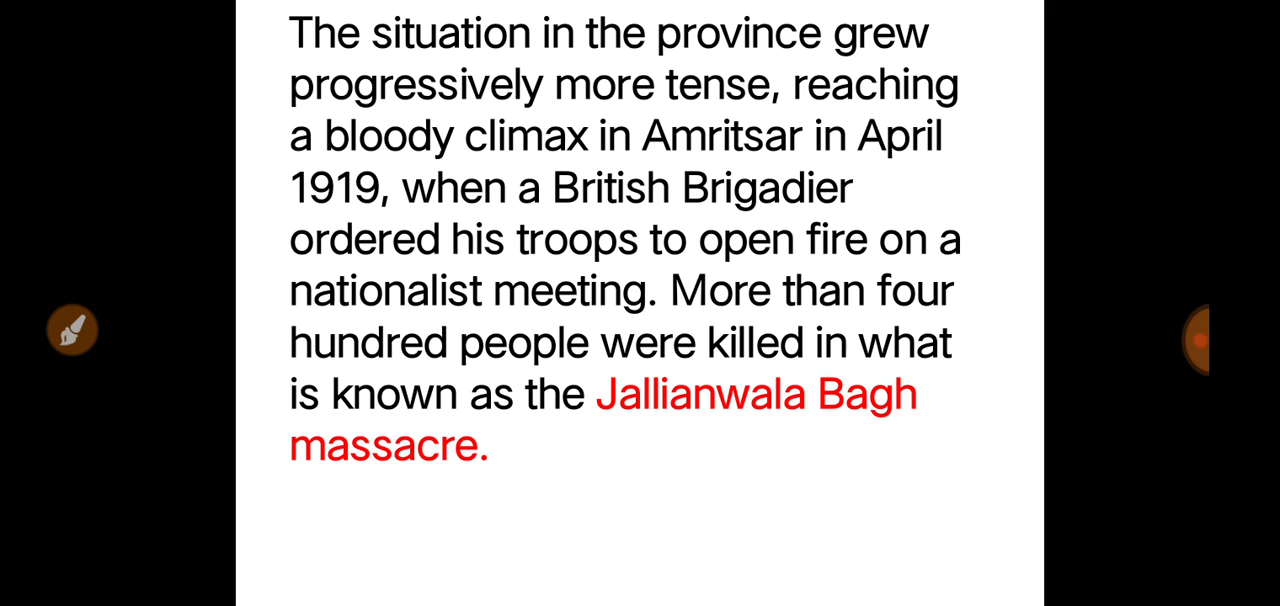 The situation in the province grew
progressively more tense, reaching
a bloody climax in Amritsar in April
1919, when a British Brigadier
ordered his troops to open fire on a
nationalist meeting. More than four
hundred people were killed in what
is known as the Jallianwala Bagh
massacre.